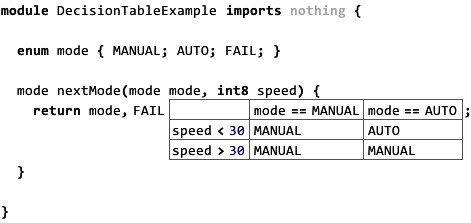 module DecisionTableExample imports nothing {
enum mode { MANUAL; AUTO; FAIL; }
mode nextMode(mode mode, int8 speed) {
return mode, FAIL mode == MANUAL mode == AUTO ;
speed < 30 MANUAL AUTO
speed > 30 MANUAL MANUAL
}
}